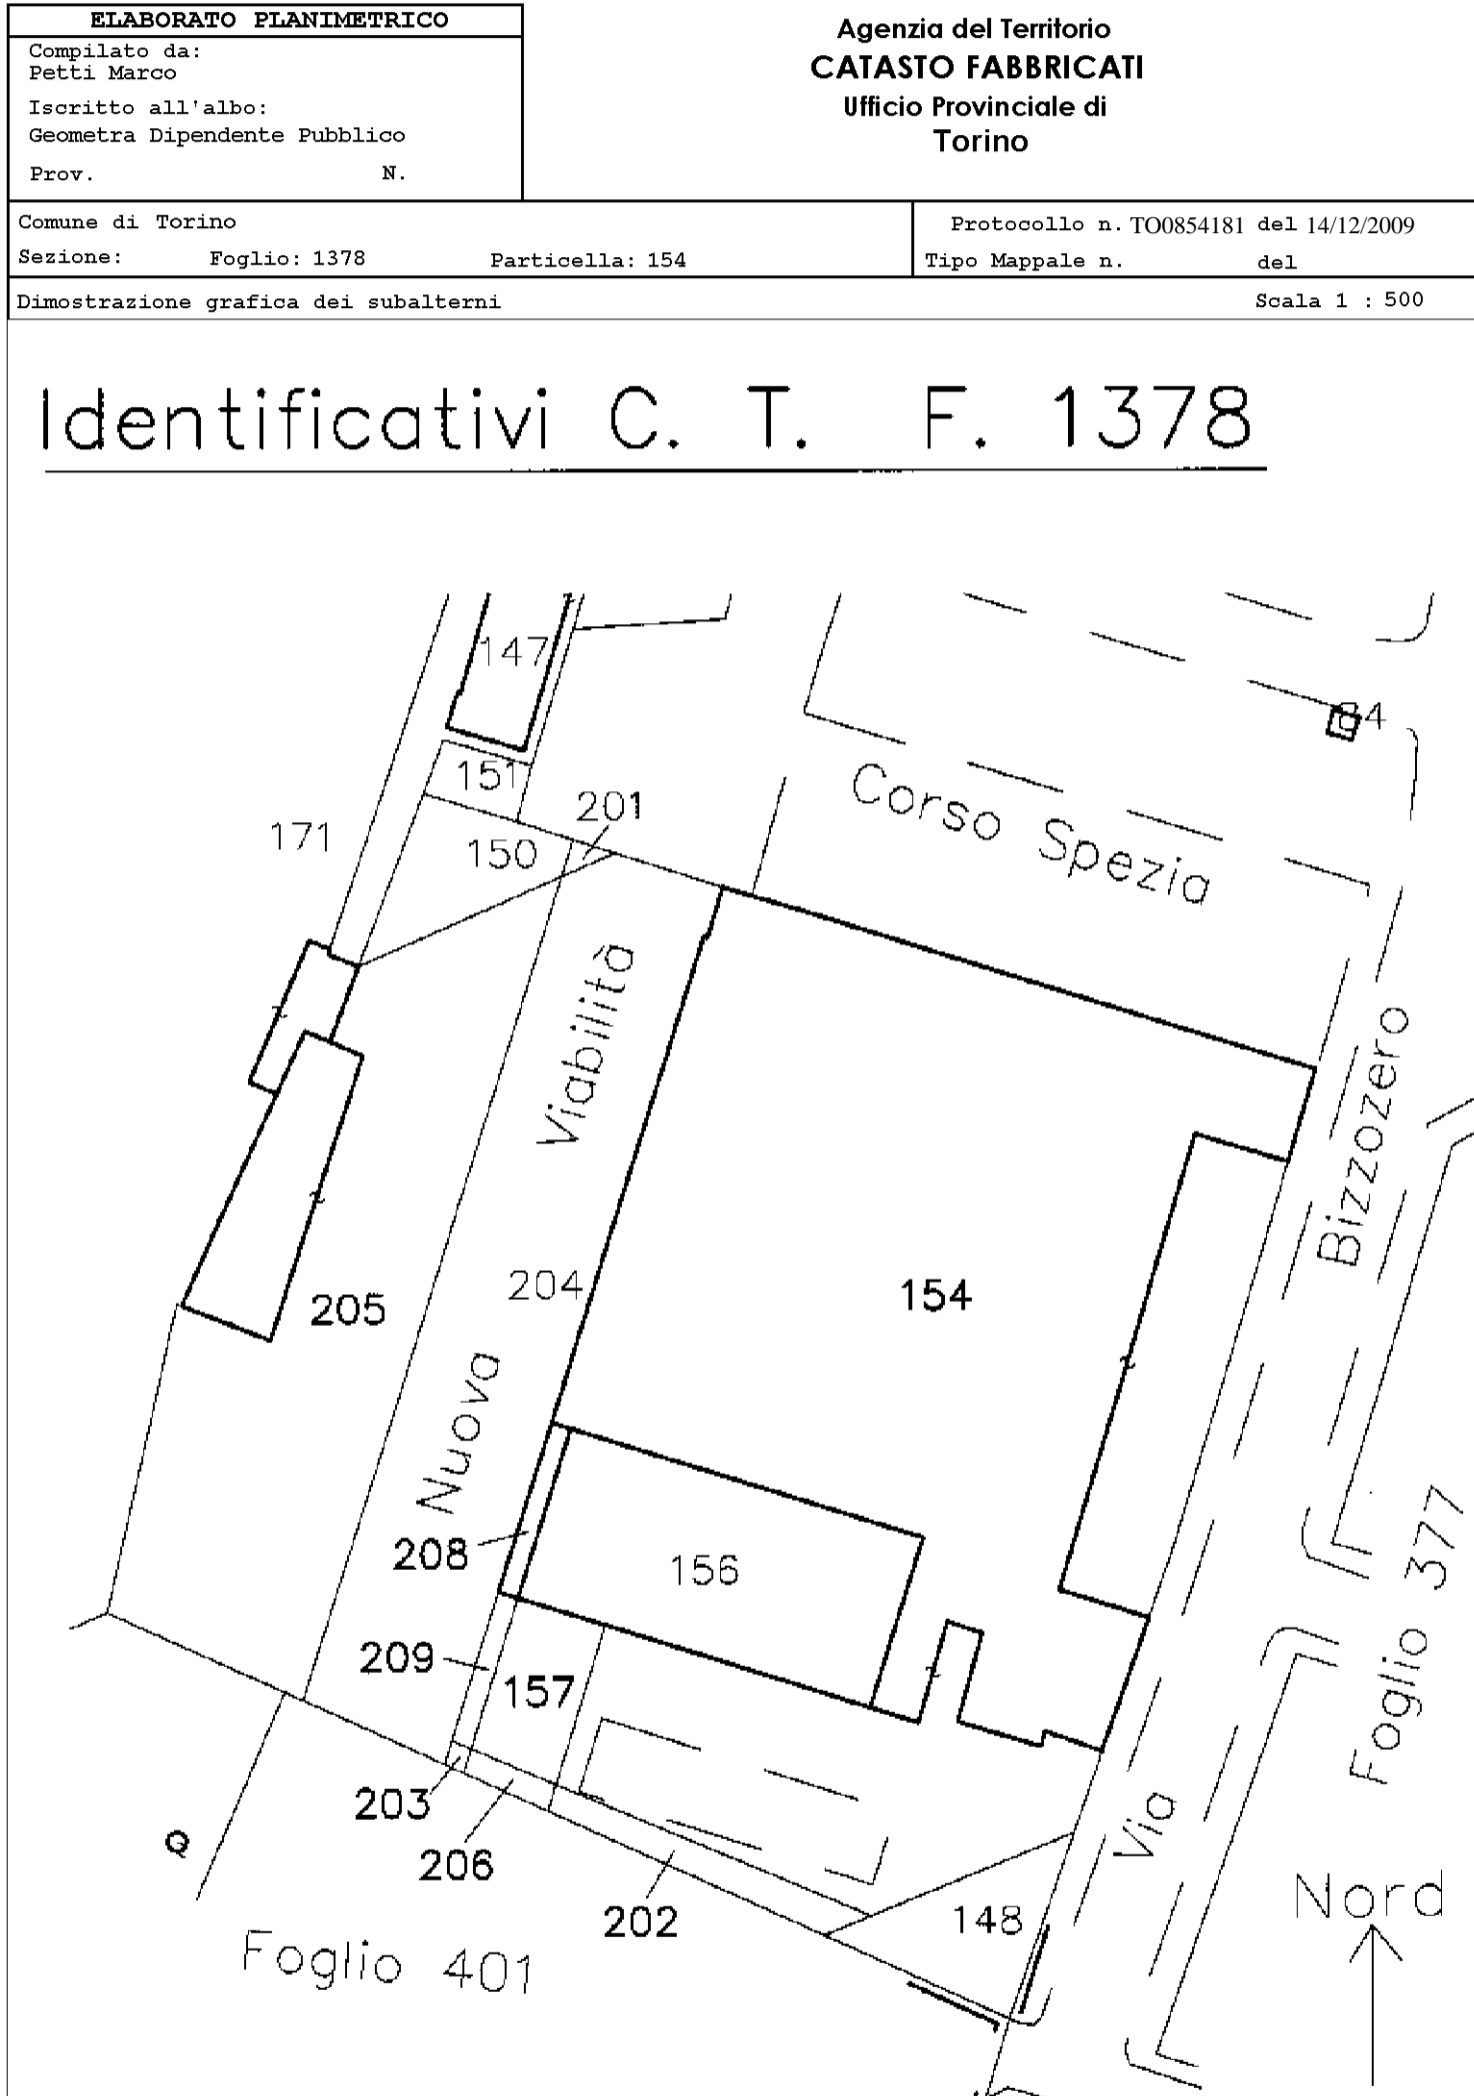 ELABORATO PLANIMETRICO
Compilato da:
Petti Marco
Iscritto all'albo:
Geometra Dipendente Pubblico
Prov. N.
Agenzia del Territorio
CATASTO FABBRICATI
Ufficio Provinciale di
Torino
Comune di Torino
Sezione: Foglio: 1378 Particella: 154
Protocollo n. TO0854181 del 14/12/2009
Tipo Mappale n. del
Dimostrazione grafica dei subalterni Scala 1 : 500
Identificativi C. T. F. 1378
147
84
151
201
Corso Spezia
171
150
Nuova Viabilità
Via Bizzozero
204
154
205
208
156
Foglio 377
209
157
203
Q
206
202
148
Nord
Foglio 401